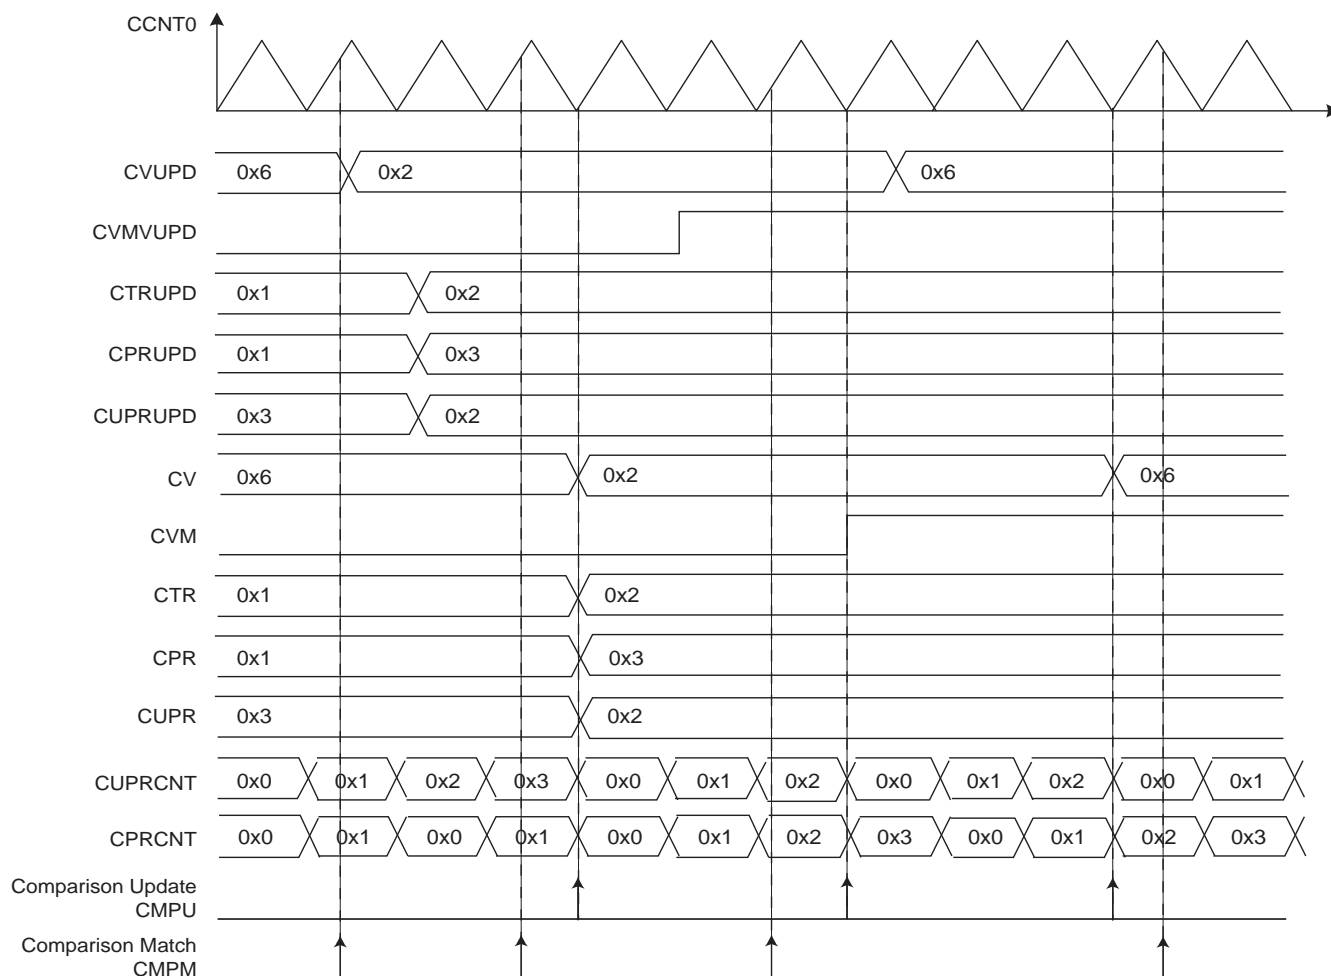 CCNT0
CVUPD 0x6 0x2 0x6
CVMVUPD
CTRUPD 0x1 0x2
CPRUPD 0x1 0x3
CUPRUPD 0x3 0x2
CV 0x6 0x2 0x6
CVM
CTR 0x1 0x2
CPR 0x1 0x3
CUPR 0x3 0x2
CUPRCNT 0x0 0x1 0x2 0x3 0x0 0x1 0x2 0x0 0x1 0x2 0x0 0x1
CPRCNT 0x0 0x1 0x0 0x1 0x0 0x1 0x2 0x3 0x0 0x1 0x2 0x3
Comparison Update
CMPU
Comparison Match
CMPM